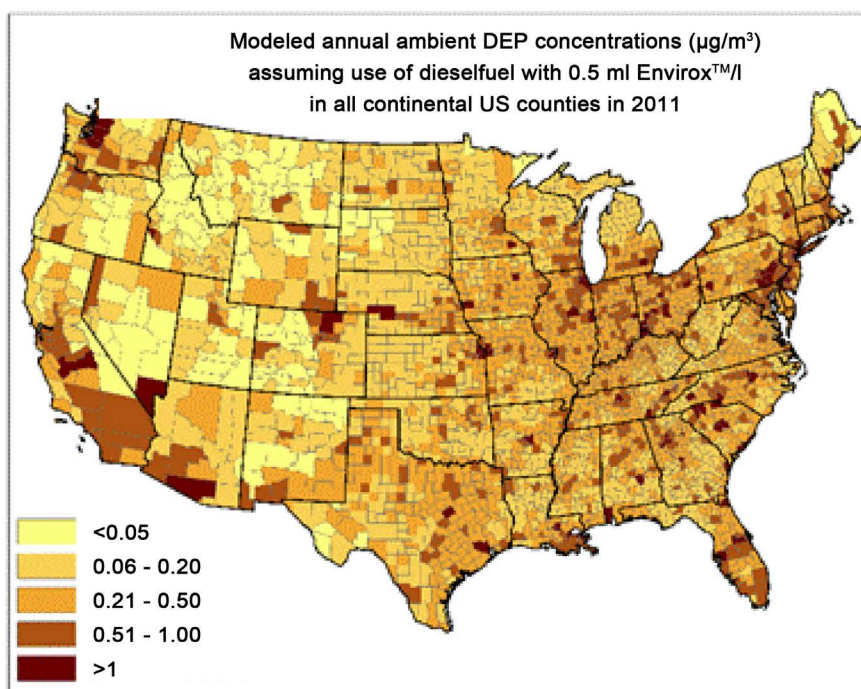 Modeled annual ambient DEP concentrations (µg/m³)
assuming use of dieselfuel with 0.5 ml Envirox™/l
in all continental US counties in 2011
<0.05
0.06 - 0.20
0.21 - 0.50
0.51 - 1.00
>1